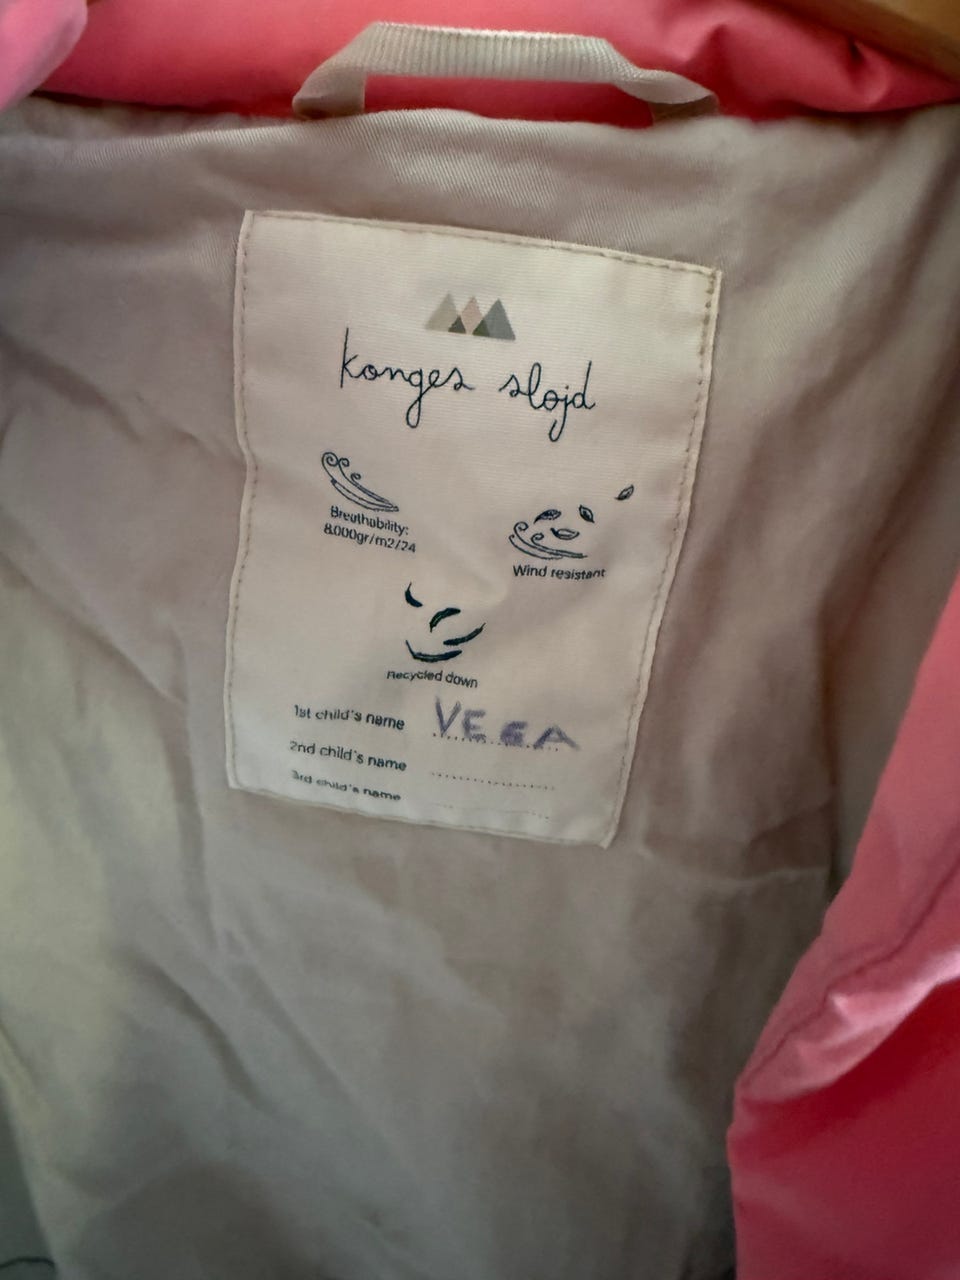 konges slojd
Breathability:
8.000gr/m2/24
Wind resistant
Recycled down
1st child's name VEGA
2nd child's name
3rd child's name